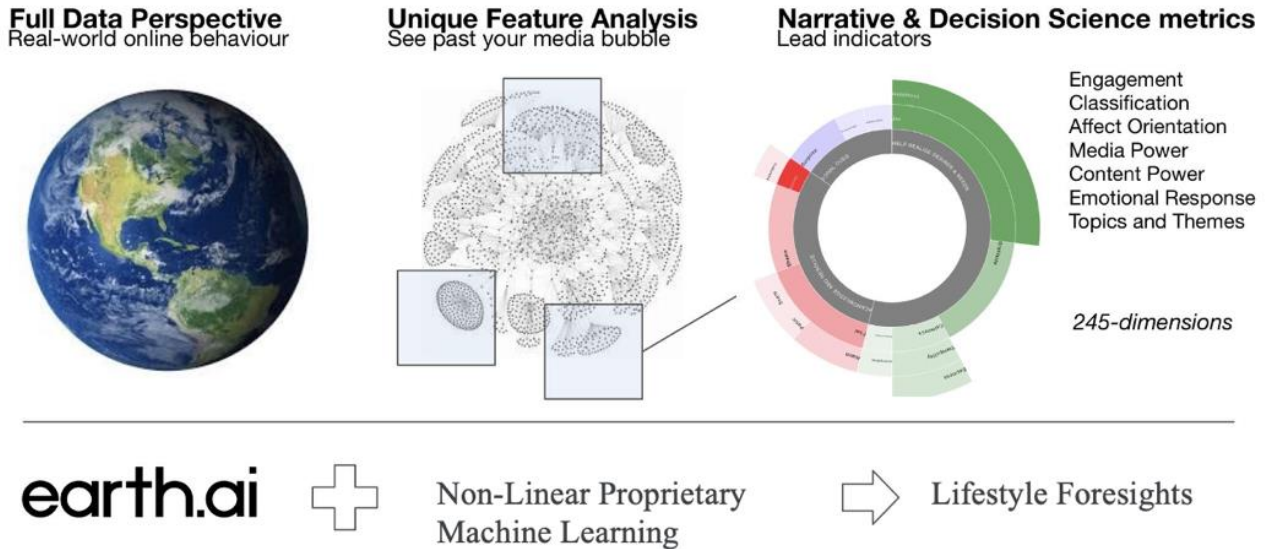 Full Data Perspective
Real-world online behaviour
Unique Feature Analysis
See past your media bubble
Narrative & Decision Science metrics
Lead indicators
Engagement
Classification
Affect Orientation
Media Power
Content Power
Emotional Response
Topics and Themes
245-dimensions
earth.ai
Non-Linear Proprietary
Machine Learning
Lifestyle Foresights